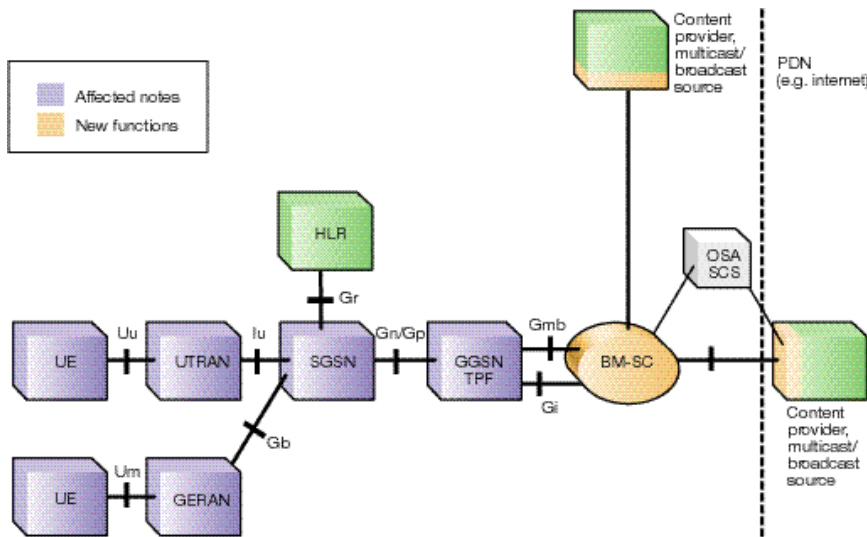 Content
provider,
multicast/
broadcast
source
PDN
(e.g. internet)
Affected notes
New functions
HLR
OSA
SCS
Gr
Uu
Iu
Gn/Gp
Gmb
UE
UTRAN
SGSN
GGSN
TPF
BM-SC
Gi
Content
provider,
multicast/
broadcast
source
Gb
Um
UE
GERAN